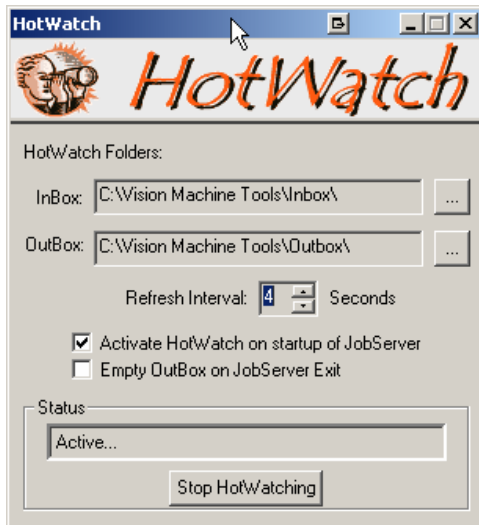 HotWatch
HotWatch
HotWatch Folders:
InBox: C:\Vision Machine Tools\Inbox\ ...
OutBox: C:\Vision Machine Tools\Outbox\ ...
Refresh Interval: 4 Seconds
Activate HotWatch on startup of JobServer
Empty OutBox on JobServer Exit
Status
Active...
Stop HotWatching